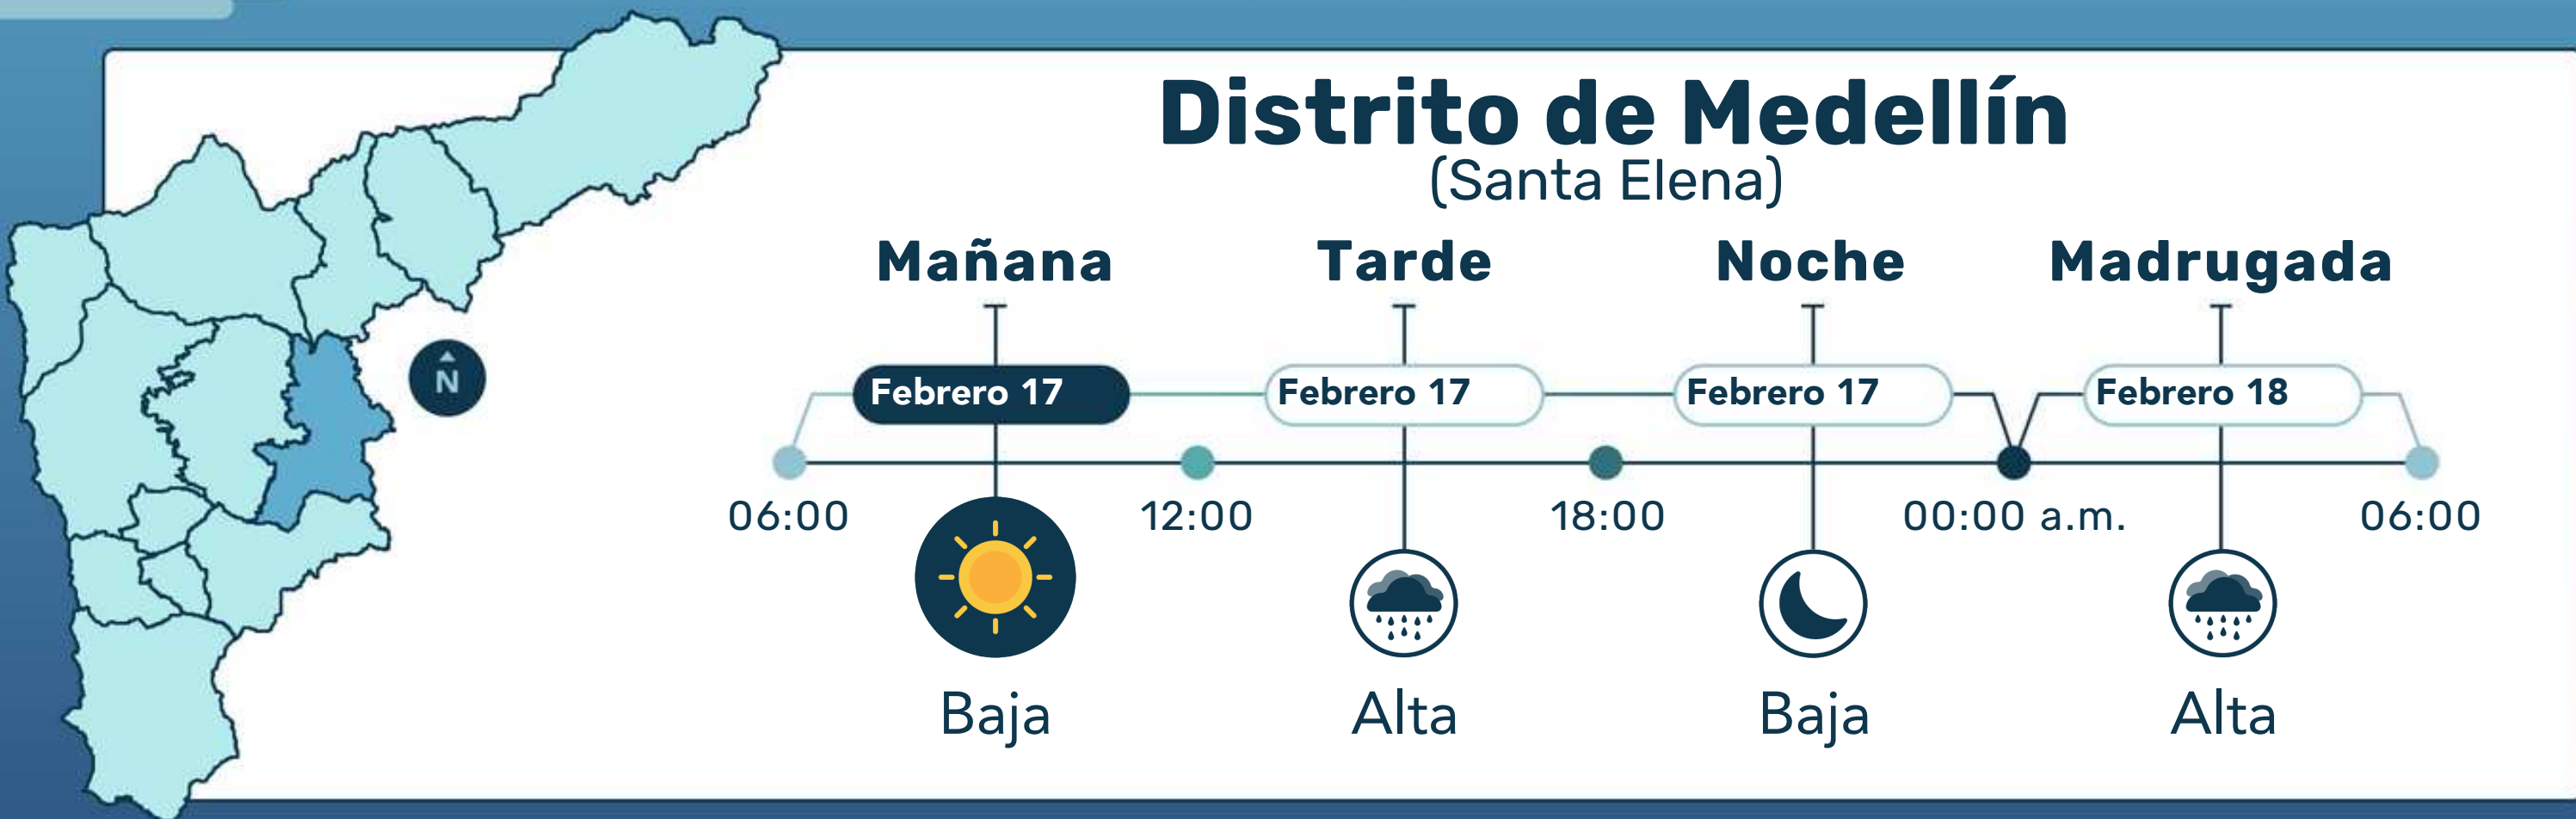 Distrito de Medellín
(Santa Elena)
Mañana Tarde Noche Madrugada
Febrero 17 Febrero 17 Febrero 17 Febrero 18
N
06:00 12:00 18:00 00:00 a.m. 06:00
Baja Alta Baja Alta